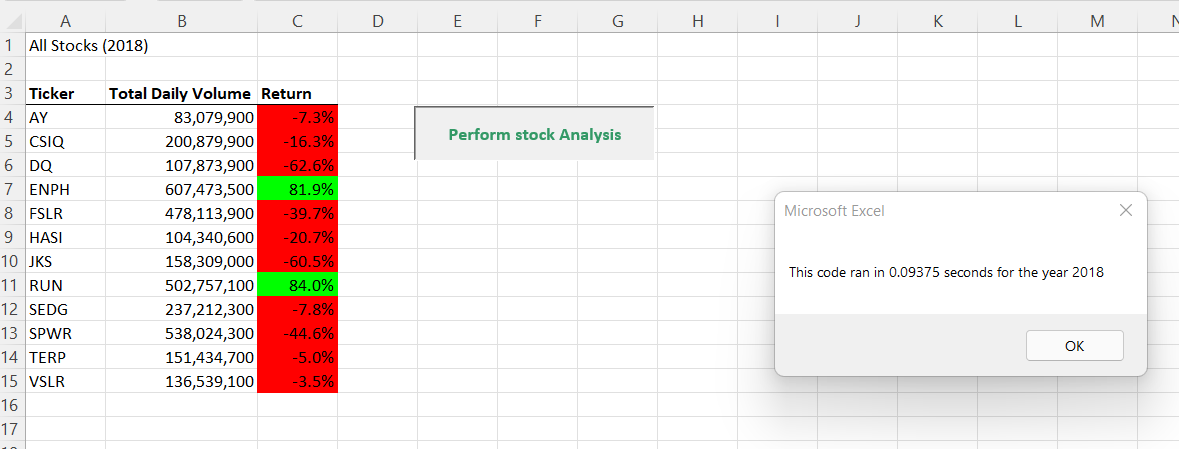 A B C D E F G H I J K L M N
1 All Stocks (2018)
2
3 Ticker Total Daily Volume Return
4 AY 83,079,900 -7.3%
5 CSIQ 200,879,900 -16.3%
Perform stock Analysis
6 DQ 107,873,900 -62.6%
7 ENPH 607,473,500 81.9%
8 FSLR 478,113,900 -39.7%
Microsoft Excel
9 HASI 104,340,600 -20.7%
10 JKS 158,309,000 -60.5%
This code ran in 0.09375 seconds for the year 2018
11 RUN 502,757,100 84.0%
12 SEDG 237,212,300 -7.8%
13 SPWR 538,024,300 -44.6%
14 TERP 151,434,700 -5.0%
OK
15 VSLR 136,539,100 -3.5%
16
17